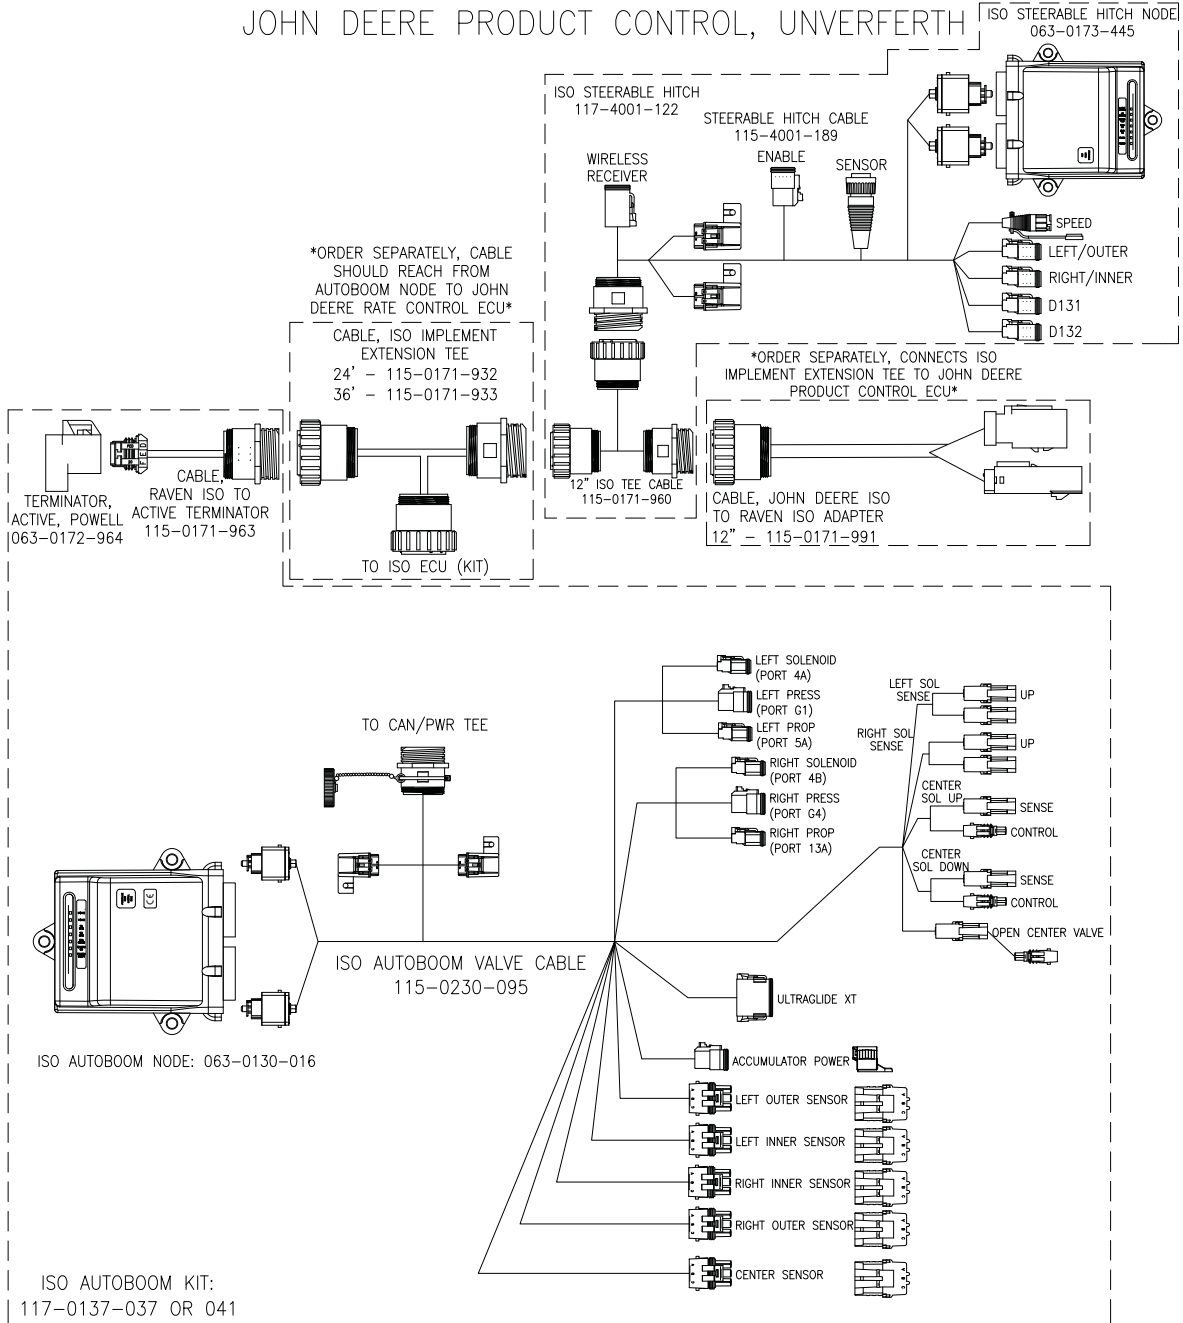 JOHN DEERE PRODUCT CONTROL, UNVERFERTH
ISO STEERABLE HITCH NODE
063-0173-445
ISO STEERABLE HITCH
117-4001-122
STEERABLE HITCH CABLE
115-4001-189
WIRELESS
RECEIVER
ENABLE
SENSOR
SPEED
LEFT/OUTER
RIGHT/INNER
D131
D132
*ORDER SEPARATELY, CABLE
SHOULD REACH FROM
AUTOBOOM NODE TO JOHN
DEERE RATE CONTROL ECU*
CABLE, ISO IMPLEMENT
EXTENSION TEE
24' - 115-0171-932
36' - 115-0171-933
*ORDER SEPARATELY, CONNECTS ISO
IMPLEMENT EXTENSION TEE TO JOHN DEERE
PRODUCT CONTROL ECU*
TERMINATOR,
ACTIVE, POWELL
063-0172-964
CABLE,
RAVEN ISO TO
ACTIVE TERMINATOR
115-0171-963
TO ISO ECU (KIT)
12" ISO TEE CABLE
115-0171-960
CABLE, JOHN DEERE ISO
TO RAVEN ISO ADAPTER
12" - 115-0171-991
TO CAN/PWR TEE
LEFT SOLENOID
(PORT 4A)
LEFT PRESS
(PORT G1)
LEFT PROP
(PORT 5A)
RIGHT SOLENOID
(PORT 4B)
RIGHT PRESS
(PORT G4)
RIGHT PROP
(PORT 13A)
LEFT SOL
SENSE
UP
RIGHT SOL
SENSE
UP
CENTER
SOL UP
SENSE
CONTROL
CENTER
SOL DOWN
SENSE
CONTROL
OPEN CENTER VALVE
ISO AUTOBOOM VALVE CABLE
115-0230-095
ISO AUTOBOOM NODE: 063-0130-016
ULTRAGLIDE XT
ACCUMULATOR POWER
LEFT OUTER SENSOR
LEFT INNER SENSOR
RIGHT INNER SENSOR
RIGHT OUTER SENSOR
CENTER SENSOR
ISO AUTOBOOM KIT:
117-0137-037 OR 041